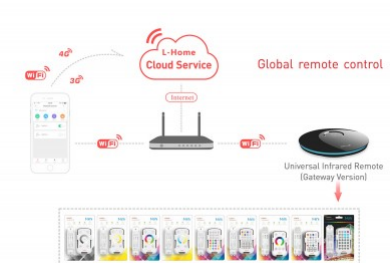 4G
L-Home
Cloud Service
Global remote control
WiFi
3G
Internet
WiFi
WiFi
Universal Infrared Remote
(Gateway Version)